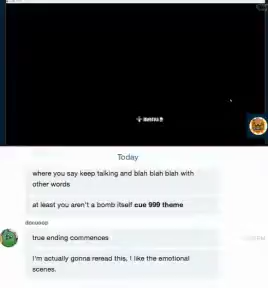 Today
where you say keep talking and blah blah blah with
other words
at least you aren't a bomb itself cue 999 theme
true ending commences
I'm actually gonna reread this, I like the emotional
scenes.